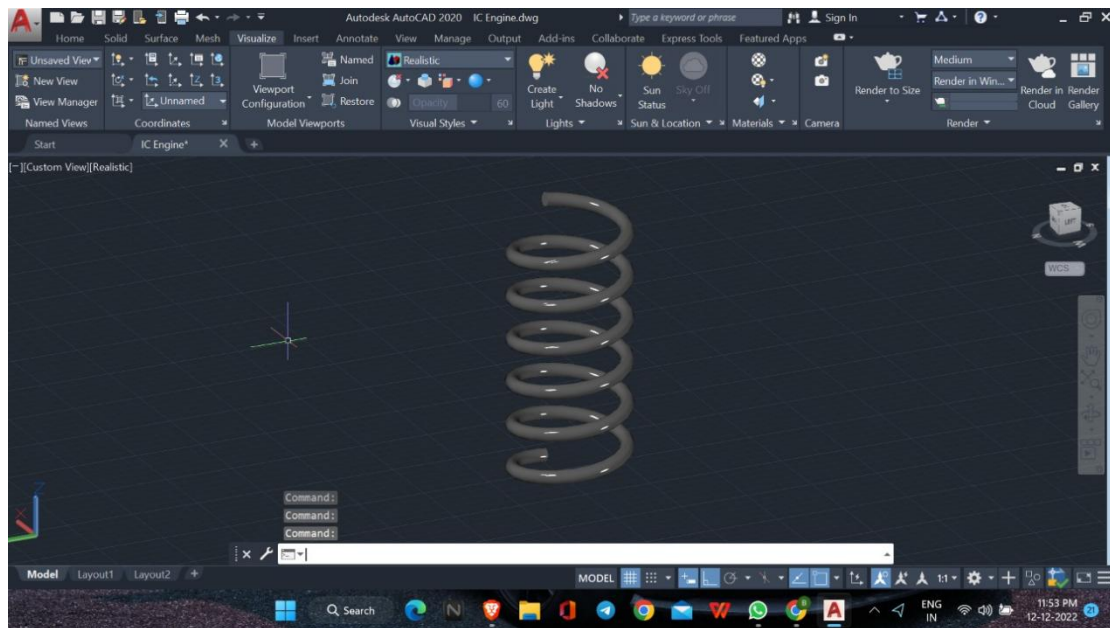 Autodesk AutoCAD 2020 IC Engine.dwg Type a keyword or phrase Sign In
Home Solid Surface Mesh Visualize Insert Annotate View Manage Output Add-ins Collaborate Express Tools Featured Apps
Unsaved View Named Realistic Medium
New View Join Render in Win...
View Manager Unnamed Restore Opacity 60
Viewport Configuration
Create Light
No Shadows
Sun Status
Sky Off
Render to Size
Render in Cloud
Render Gallery
Named Views Coordinates Model Viewports Visual Styles Lights Sun & Location Materials Camera Render
Start IC Engine* X +
[−][Custom View][Realistic]
WCS
Z
X
Command:
Command:
Command:
Model Layout1 Layout2 + MODEL 1:1
Search ENG IN 11:53 PM 12-12-2022 21